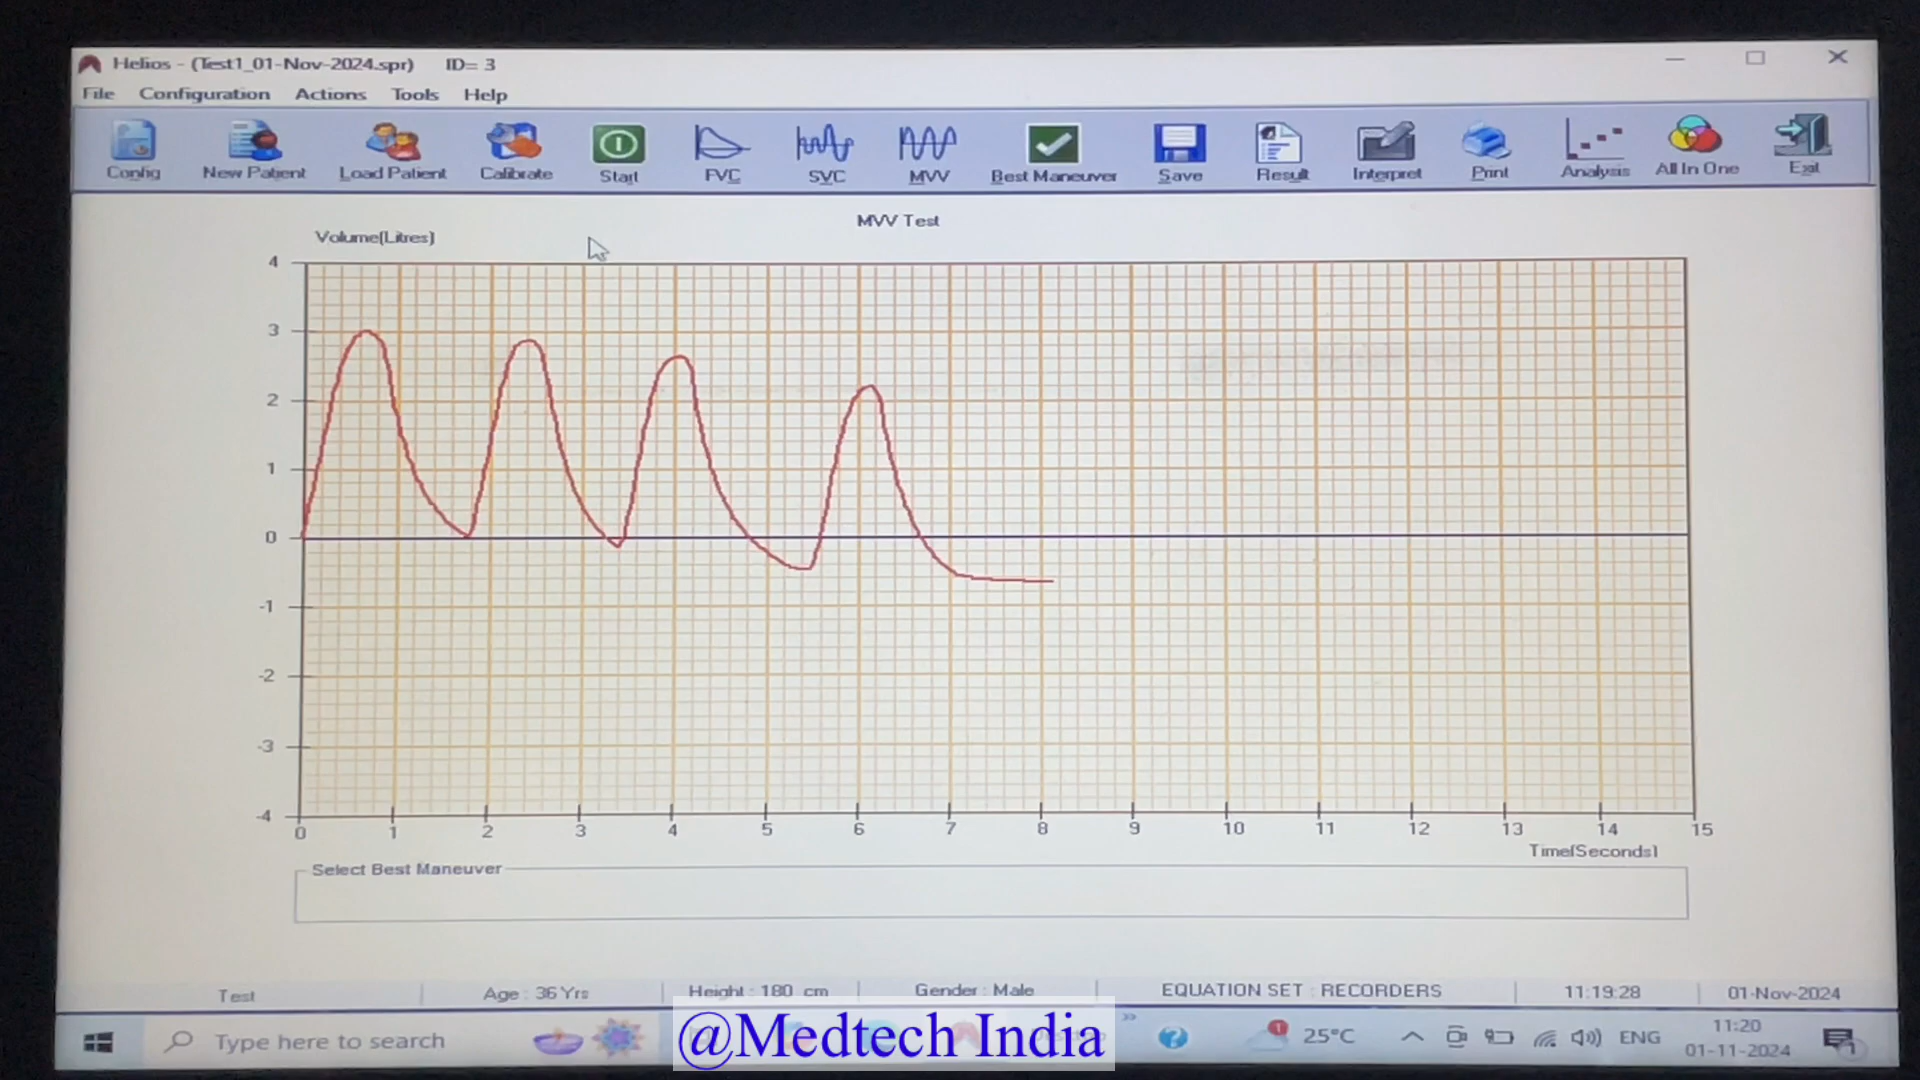 Helios - (Test1_01-Nov-2024.spr) ID= 3
File Configuration Actions Tools Help
Config New Patient Load Patient Calibrate Start FVC SVC MVV Best Maneuver Save Result Interpret Print Analysis All In One Exit
MVV Test
Volume[Litres]
4
3
2
1
0
-1
-2
-3
-4
0 1 2 3 4 5 6 7 8 9 10 11 12 13 14 15
Time[Seconds]
Select Best Maneuver
Test Age : 36 Yrs Height : 180 cm Gender : Male EQUATION SET : RECORDERS 11:19:28 01-Nov-2024
Type here to search
@Medtech India
1
25°C
ENG
11:20
01-11-2024
1